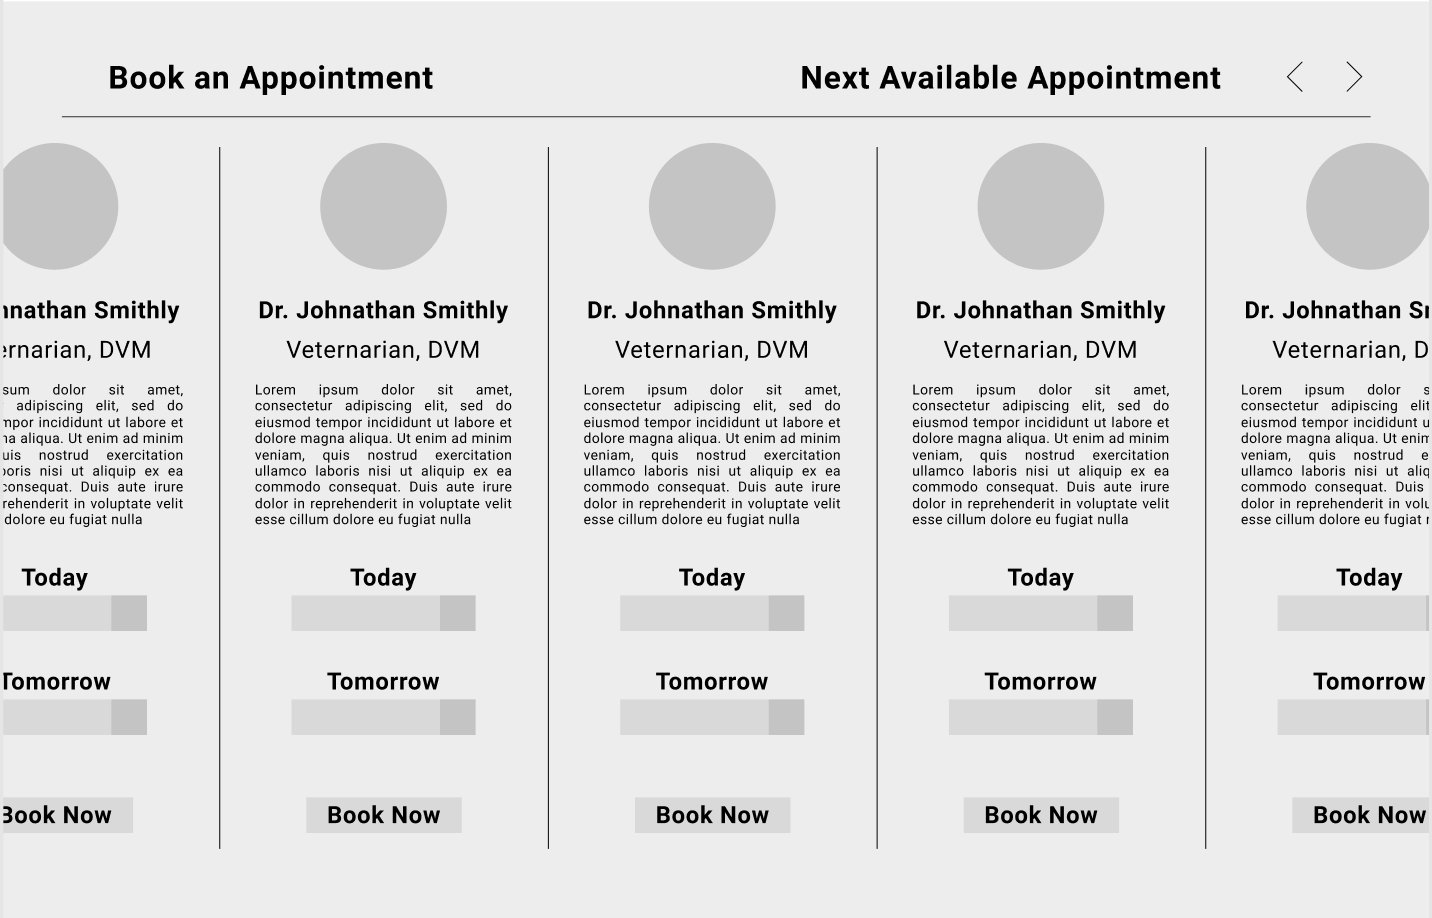 Book an Appointment
Next Available Appointment
hnathan Smithly
ernarian, DVM
sum dolor sit amet,
adipiscing elit, sed do
mpor incididunt ut labore et
na aliqua. Ut enim ad minim
uis nostrud exercitation
boris nisi ut aliquip ex ea
consequat. Duis aute irure
rehenderit in voluptate velit
dolore eu fugiat nulla
Today
Tomorrow
Book Now
Dr. Johnathan Smithly
Veternarian, DVM
Lorem ipsum dolor sit amet,
consectetur adipiscing elit, sed do
eiusmod tempor incididunt ut labore et
dolore magna aliqua. Ut enim ad minim
veniam, quis nostrud exercitation
ullamco laboris nisi ut aliquip ex ea
commodo consequat. Duis aute irure
dolor in reprehenderit in voluptate velit
esse cillum dolore eu fugiat nulla
Today
Tomorrow
Book Now
Dr. Johnathan Smithly
Veternarian, DVM
Lorem ipsum dolor sit amet,
consectetur adipiscing elit, sed do
eiusmod tempor incididunt ut labore et
dolore magna aliqua. Ut enim ad minim
veniam, quis nostrud exercitation
ullamco laboris nisi ut aliquip ex ea
commodo consequat. Duis aute irure
dolor in reprehenderit in voluptate velit
esse cillum dolore eu fugiat nulla
Today
Tomorrow
Book Now
Dr. Johnathan Smithly
Veternarian, DVM
Lorem ipsum dolor sit amet,
consectetur adipiscing elit, sed do
eiusmod tempor incididunt ut labore et
dolore magna aliqua. Ut enim ad minim
veniam, quis nostrud exercitation
ullamco laboris nisi ut aliquip ex ea
commodo consequat. Duis aute irure
dolor in reprehenderit in voluptate velit
esse cillum dolore eu fugiat nulla
Today
Tomorrow
Book Now
Dr. Johnathan Sm
Veternarian, D
Lorem ipsum dolor s
consectetur adipiscing elit
eiusmod tempor incididunt u
dolore magna aliqua. Ut enim
veniam, quis nostrud e
ullamco laboris nisi ut aliq
commodo consequat. Duis
dolor in reprehenderit in volu
esse cillum dolore eu fugiat n
Today
Tomorrow
Book Now